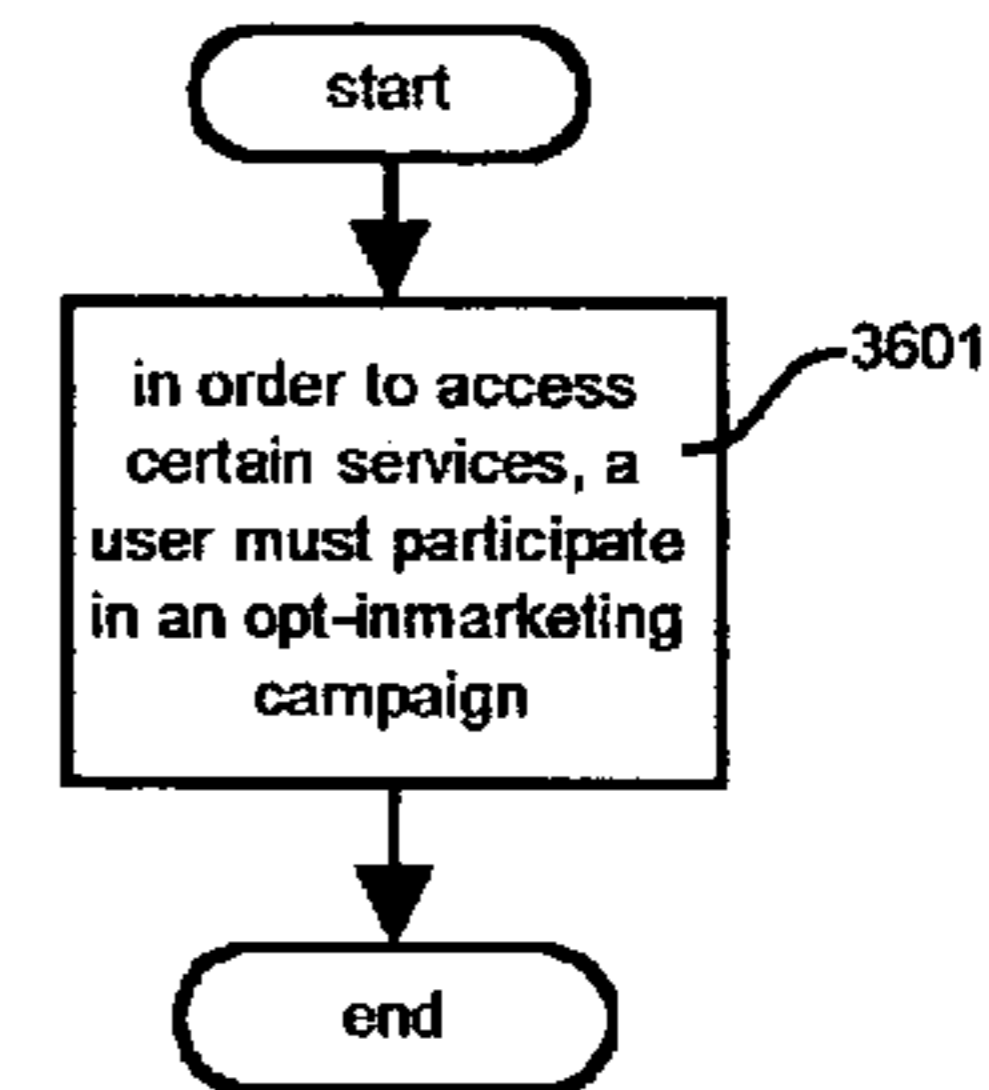 start
in order to access
certain services, a
user must participate
in an opt-inmarketing
campaign
3601
end